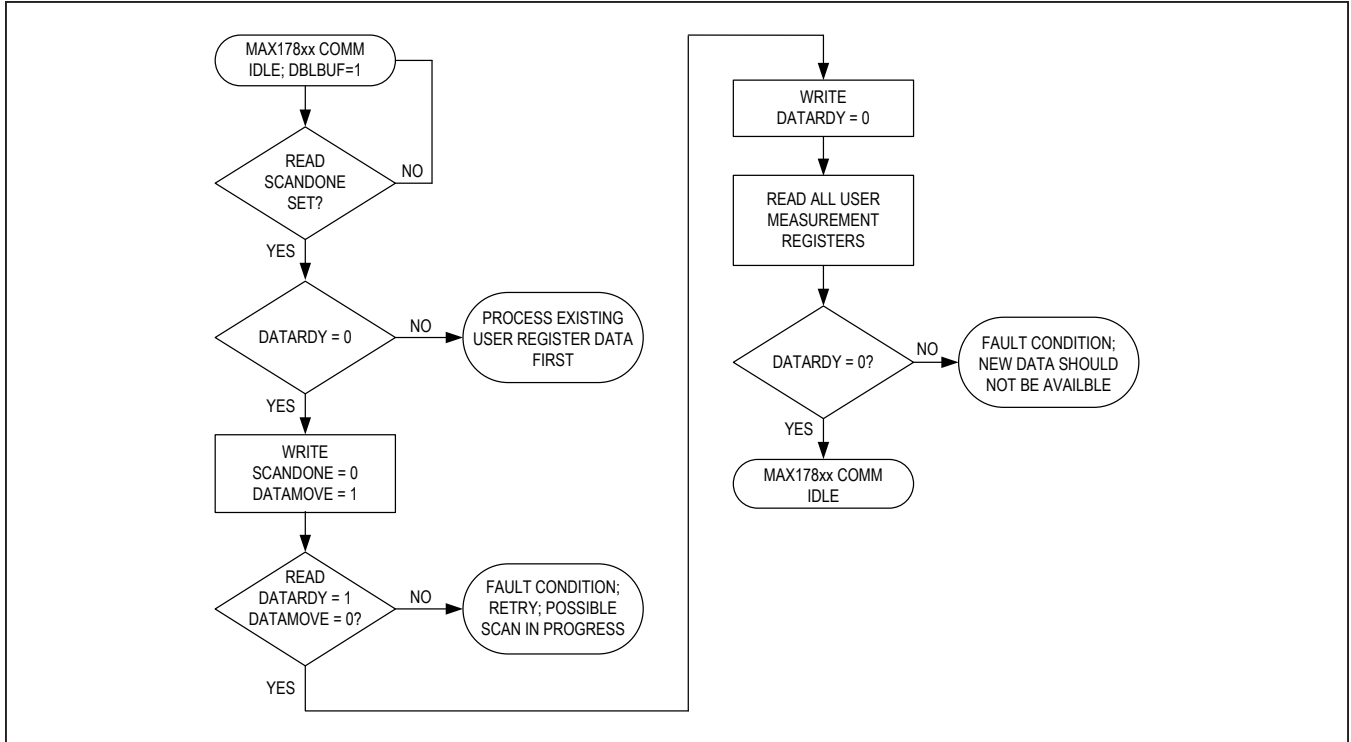 MAX178xx COMM
IDLE; DBLBUF=1
READ
SCANDONE
SET?
NO
YES
DATARDY = 0
NO
PROCESS EXISTING
USER REGISTER DATA
FIRST
YES
WRITE
SCANDONE = 0
DATAMOVE = 1
READ
DATARDY = 1
DATAMOVE = 0?
NO
FAULT CONDITION;
RETRY; POSSIBLE
SCAN IN PROGRESS
YES
WRITE
DATARDY = 0
READ ALL USER
MEASUREMENT
REGISTERS
DATARDY = 0?
NO
FAULT CONDITION;
NEW DATA SHOULD
NOT BE AVAILBLE
YES
MAX178xx COMM
IDLE